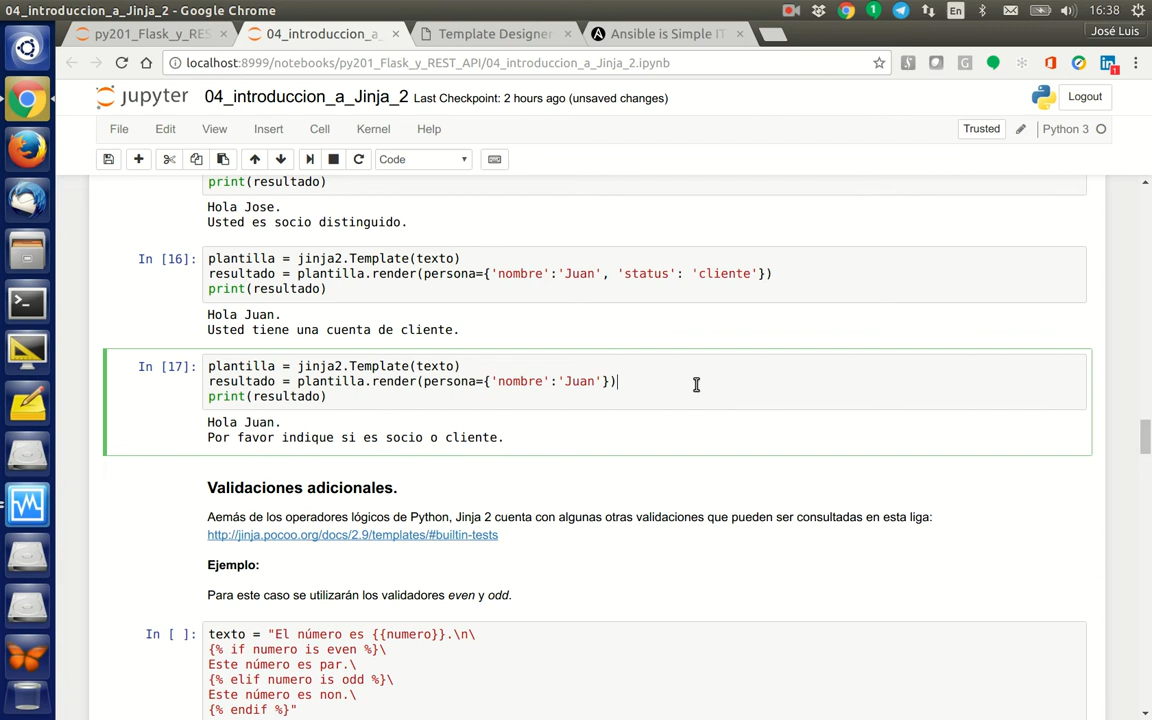 04_introduccion_a_Jinja_2 - Google Chrome
En
16:38
py201_Flask_y_RES
04_introduccion_a_
Template Designer
Ansible is Simple IT
José Luis
localhost:8999/notebooks/py201_Flask_y_REST_API/04_introduccion_a_Jinja_2.ipynb
jupyter 04_introduccion_a_Jinja_2 Last Checkpoint: 2 hours ago (unsaved changes)
Logout
File Edit View Insert Cell Kernel Help
Trusted
Python 3
Code
print(resultado)
Hola Jose.
Usted es socio distinguido.
In [16]: plantilla = jinja2.Template(texto)
resultado = plantilla.render(persona={'nombre':'Juan', 'status': 'cliente'})
print(resultado)
Hola Juan.
Usted tiene una cuenta de cliente.
In [17]: plantilla = jinja2.Template(texto)
resultado = plantilla.render(persona={'nombre':'Juan'})
print(resultado)
Hola Juan.
Por favor indique si es socio o cliente.
Validaciones adicionales.
Aemás de los operadores lógicos de Python, Jinja 2 cuenta con algunas otras validaciones que pueden ser consultadas en esta liga:
http://jinja.pocoo.org/docs/2.9/templates/#builtin-tests
Ejemplo:
Para este caso se utilizarán los validadores even y odd.
In [ ]: texto = "El número es {{numero}}.\n\
{% if numero is even %}\
Este número es par.\
{% elif numero is odd %}\
Este número es non.\
{% endif %}"